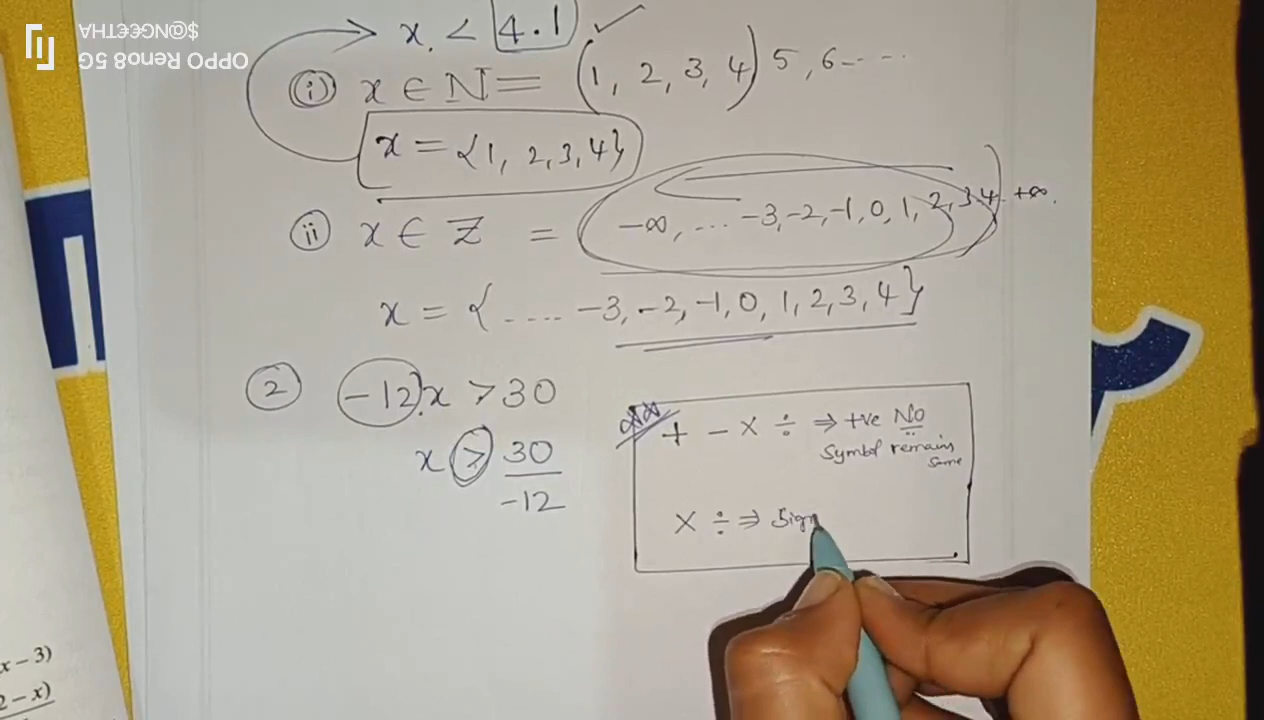 x < 4.1 ✓
$@NGEETHA
OPPO Reno8 5G
(i) x ∈ N = (1, 2, 3, 4) 5, 6 - - ....
x = {1, 2, 3, 4}
(ii) x ∈ Z = -∞, .... -3, -2, -1, 0, 1, 2, 3, 4 +∞.
x = { ..... -3, -2, -1, 0, 1, 2, 3, 4}
(2) -12x > 30
x > 30
-12
+ - × ÷ ⇒ +ve No
Symbol remains
same
× ÷ ⇒ Sign
x - 3)
2 - x)